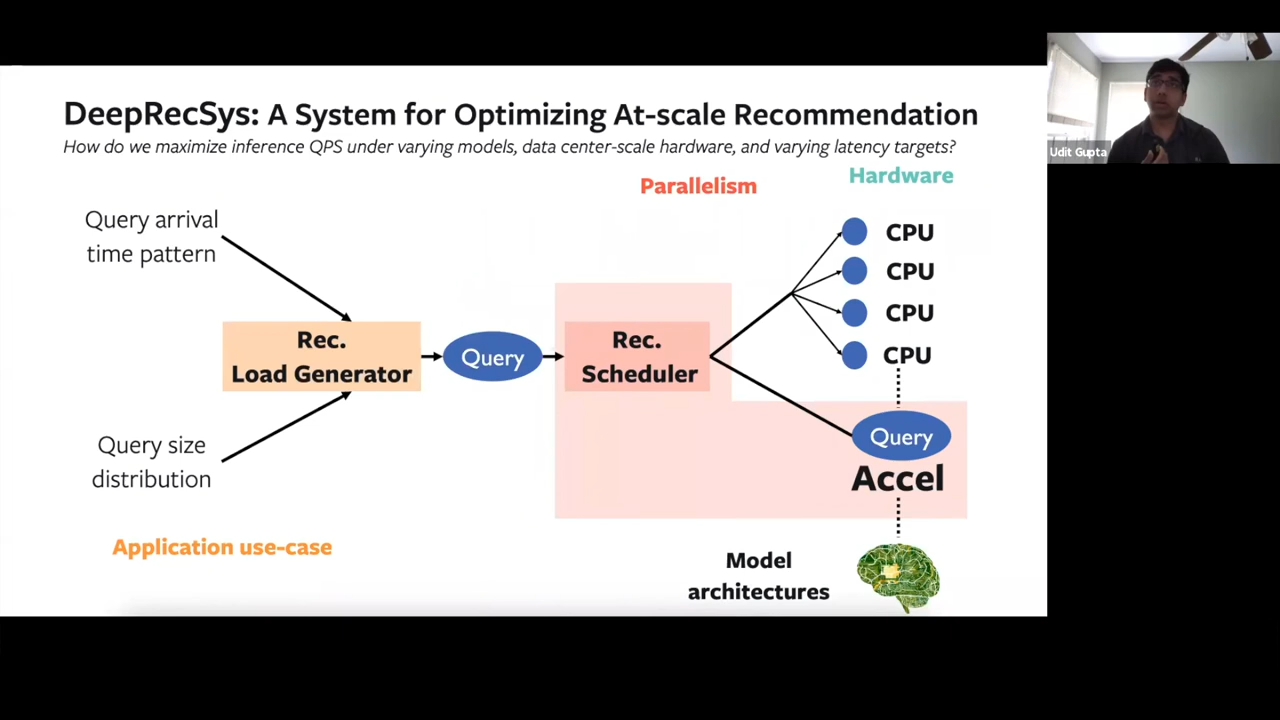 DeepRecSys: A System for Optimizing At-scale Recommendation
How do we maximize inference QPS under varying models, data center-scale hardware, and varying latency targets?
Udit Gupta
Parallelism
Hardware
Query arrival
time pattern
CPU
CPU
CPU
CPU
Rec.
Load Generator
Query
Rec.
Scheduler
Query
Accel
Query size
distribution
Application use-case
Model
architectures